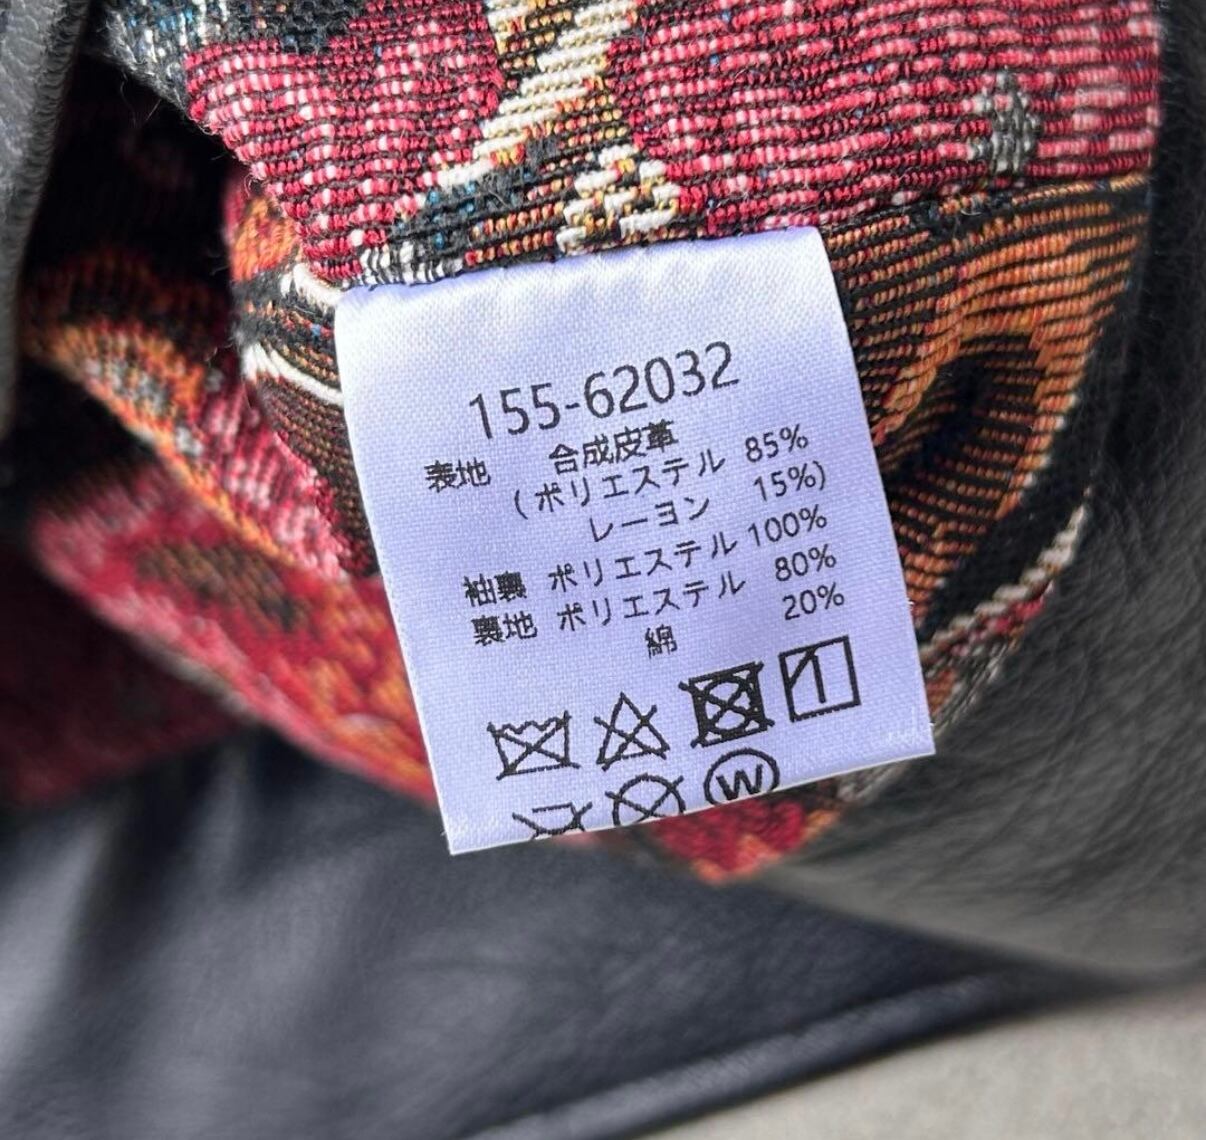 155-62032
表地 合成皮革
(ポリエステル 85%
レーヨン 15%)
袖裏 ポリエステル 100%
裏地 ポリエステル 80%
綿 20%
W